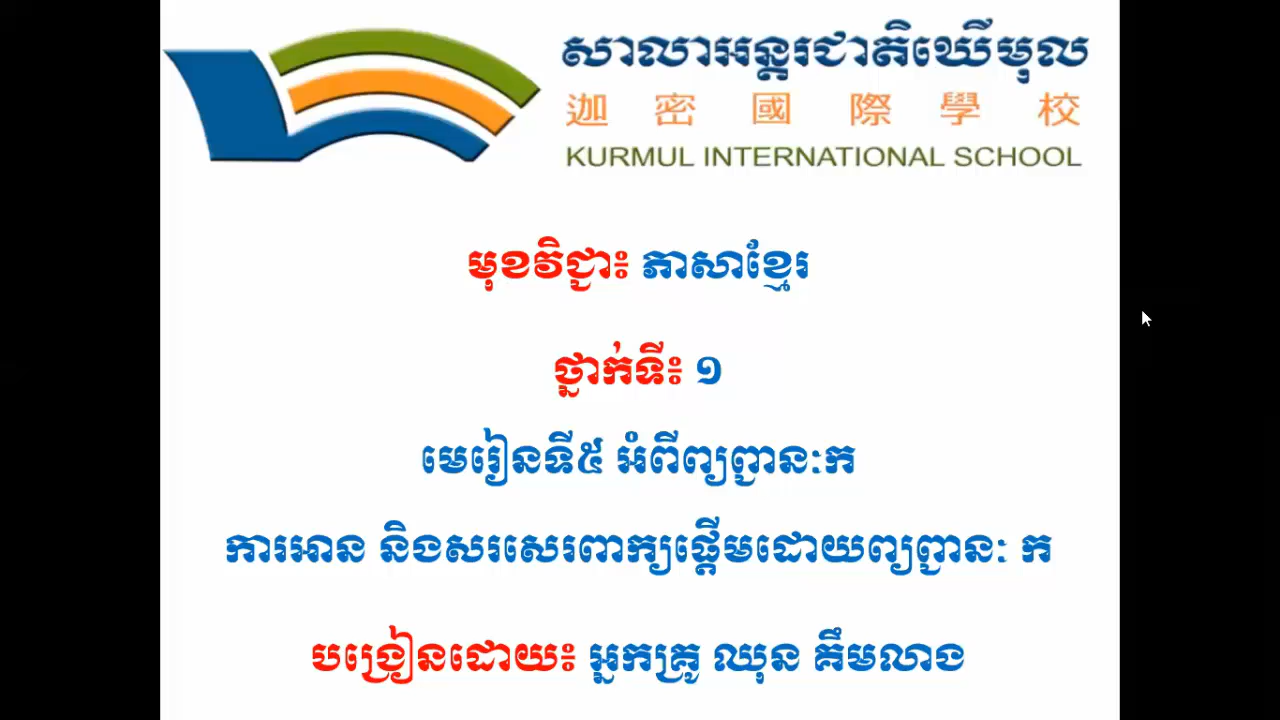 សាលាអន្តរជាតិឃើមុល
迦密國際學校
KURMUL INTERNATIONAL SCHOOL
មុខវិជ្ជា៖ ភាសាខ្មែរ
ថ្នាក់ទី៖ ១
មេរៀនទី៥ អំពីព្យព្ជានៈក
ការអាន និងសរសេរពាក្យផ្ដើមដោយព្យព្ជានៈ ក
បង្រៀនដោយ៖ អ្នកគ្រូ ឈុន គឹមលាង